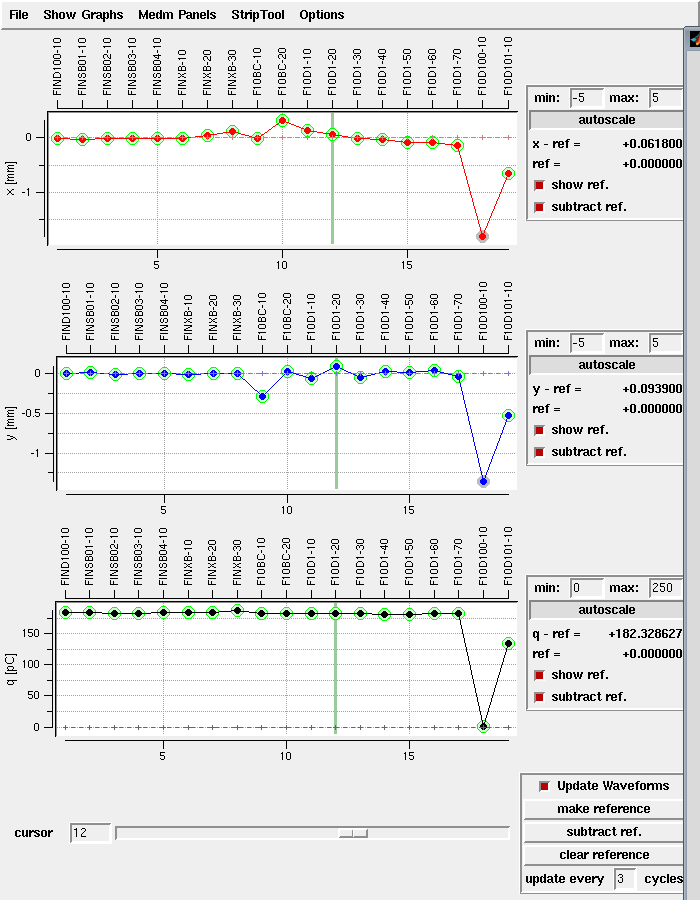 File Show Graphs Medm Panels StripTool Options
FIND100-10 FINSB01-10 FINSB02-10 FINSB03-10 FINSB04-10 FINXB-10 FINXB-20 FINXB-30 F10BC-10 F10BC-20 F10D1-10 F10D1-20 F10D1-30 F10D1-40 F10D1-50 F10D1-60 F10D1-70 F10D100-10 F10D101-10
x [mm]
0
-1
5 10 15
min: -5 max: 5
autoscale
x - ref = +0.061800
ref = +0.000000
show ref.
subtract ref.
FIND100-10 FINSB01-10 FINSB02-10 FINSB03-10 FINSB04-10 FINXB-10 FINXB-20 FINXB-30 F10BC-10 F10BC-20 F10D1-10 F10D1-20 F10D1-30 F10D1-40 F10D1-50 F10D1-60 F10D1-70 F10D100-10 F10D101-10
y [mm]
0
-0.5
-1
5 10 15
min: -5 max: 5
autoscale
y - ref = +0.093900
ref = +0.000000
show ref.
subtract ref.
FIND100-10 FINSB01-10 FINSB02-10 FINSB03-10 FINSB04-10 FINXB-10 FINXB-20 FINXB-30 F10BC-10 F10BC-20 F10D1-10 F10D1-20 F10D1-30 F10D1-40 F10D1-50 F10D1-60 F10D1-70 F10D100-10 F10D101-10
q [pC]
150
100
50
0
5 10 15
min: 0 max: 250
autoscale
q - ref = +182.328627
ref = +0.000000
show ref.
subtract ref.
cursor 12
Update Waveforms
make reference
subtract ref.
clear reference
update every 3 cycles